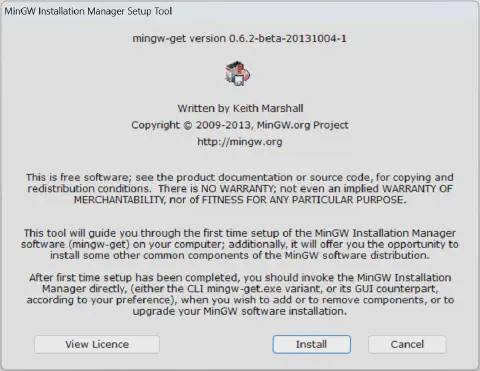 MinGW Installation Manager Setup Tool
mingw-get version 0.6.2-beta-20131004-1
Written by Keith Marshall
Copyright © 2009-2013, MinGW.org Project
http://mingw.org
This is free software; see the product documentation or source code, for copying and
redistribution conditions.  There is NO WARRANTY; not even an implied WARRANTY OF
MERCHANTABILITY, nor of FITNESS FOR ANY PARTICULAR PURPOSE.
This tool will guide you through the first time setup of the MinGW Installation Manager
software (mingw-get) on your computer; additionally, it will offer you the opportunity to
install some other common components of the MinGW software distribution.
After first time setup has been completed, you should invoke the MinGW Installation
Manager directly, (either the CLI mingw-get.exe variant, or its GUI counterpart,
according to your preference), when you wish to add or to remove components, or to
upgrade your MinGW software installation.
View Licence
Install
Cancel